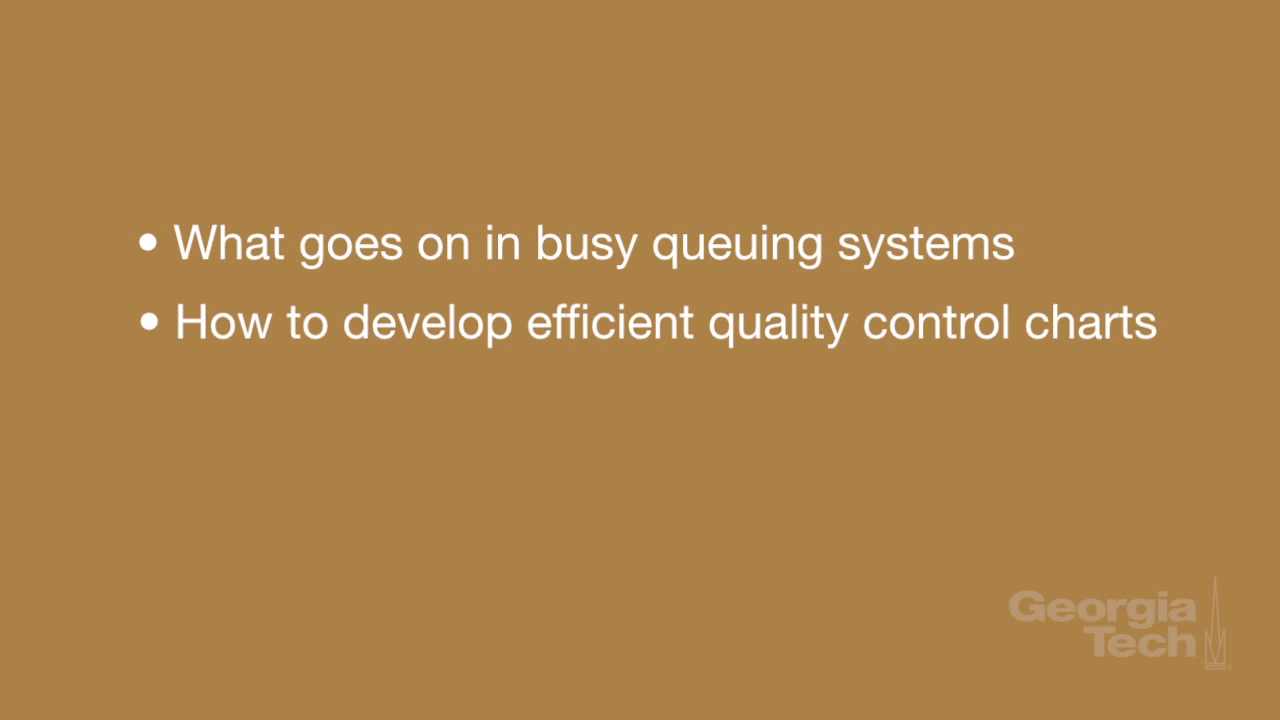 • What goes on in busy queuing systems
• How to develop efficient quality control charts
Georgia
Tech